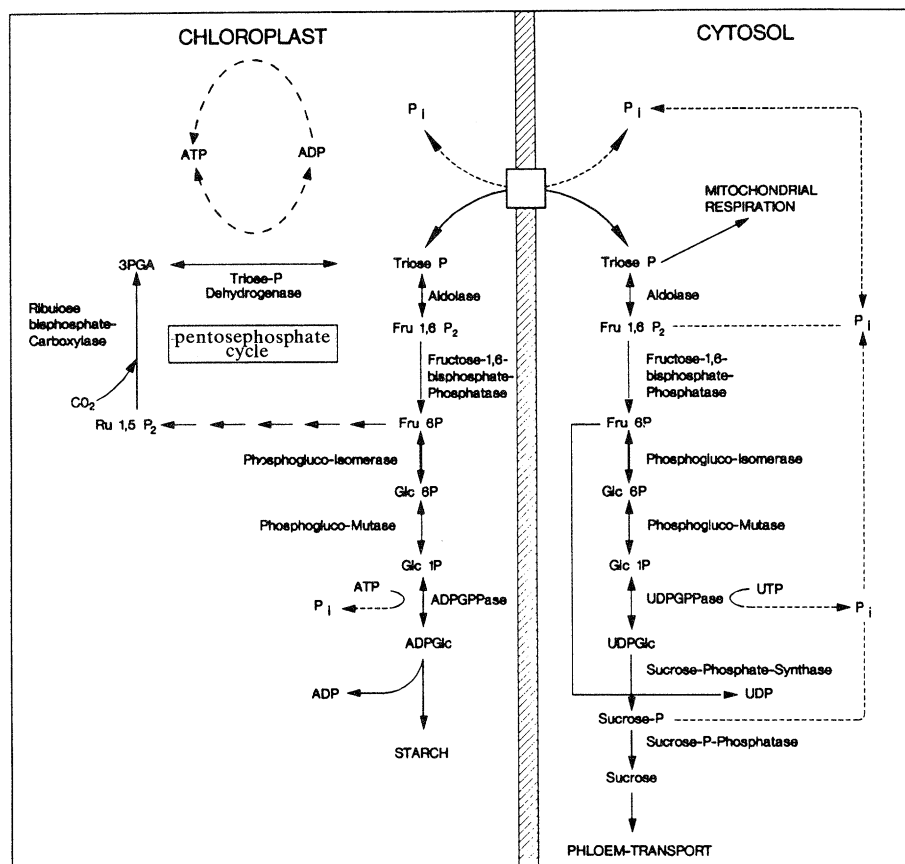 CHLOROPLAST
P i
ATP
ADP
3PGA
Triose-P
Dehydrogenase
Triose P
Aldolase
Ribulose
bisphosphate-
Carboxylase
pentosephosphate
cycle
Fru 1,6 P2
Fructose-1,6-
bisphosphate-
Phosphatase
CO2
Ru 1,5 P2
Fru 6P
Phosphogluco-Isomerase
Glc 6P
Phosphogluco-Mutase
Glc 1P
ATP
P i
ADPGPPase
ADPGlc
ADP
STARCH
CYTOSOL
P i
MITOCHONDRIAL
RESPIRATION
Triose P
Aldolase
Fru 1,6 P2
P i
Fructose-1,6-
bisphosphate-
Phosphatase
Fru 6P
Phosphogluco-Isomerase
Glc 6P
Phosphogluco-Mutase
Glc 1P
UDPGPPase
UTP
P i
UDPGlc
Sucrose-Phosphate-Synthase
UDP
Sucrose-P
Sucrose-P-Phosphatase
Sucrose
PHLOEM-TRANSPORT